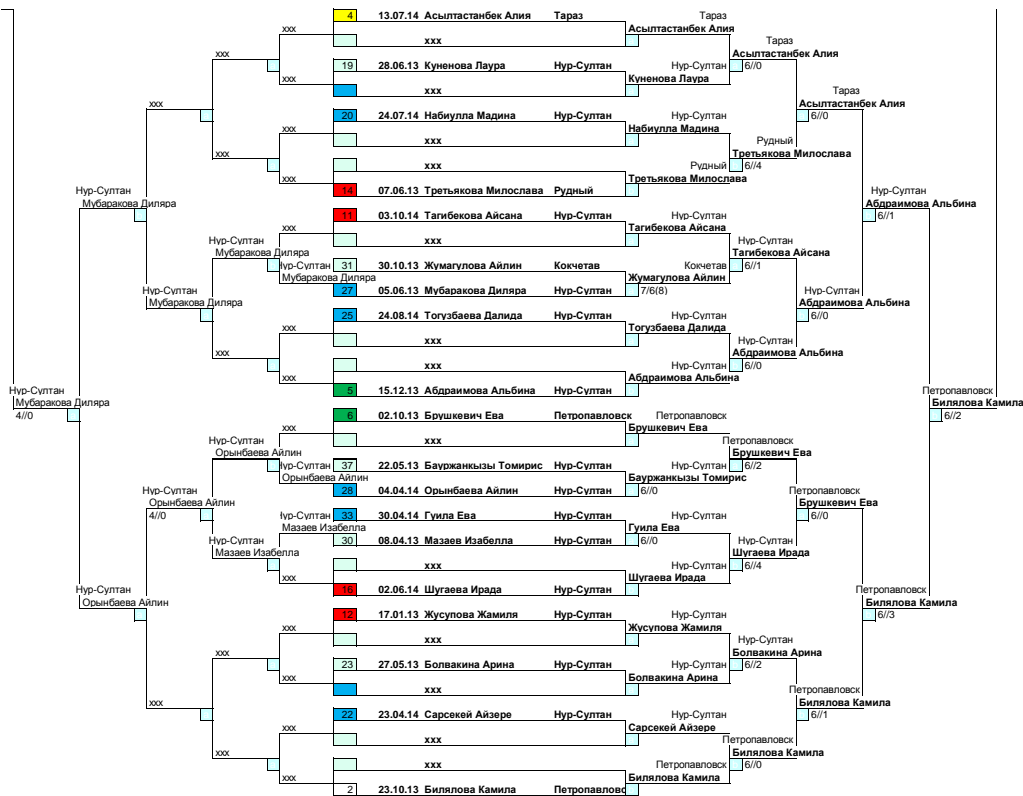 4 13.07.14 Асылтастанбек Алия Тараз Тараз
xxx Асылтастанбек Алия
xxx Тараз
xxx Асылтастанбек Алия
19 28.06.13 Куненова Лаура Нур-Султан Нур-Султан 6//0
xxx Куненова Лаура
xxx Тараз
xxx Асылтастанбек Алия
20 24.07.14 Набиулла Мадина Нур-Султан 6//0
xxx Набиулла Мадина
Рудный
xxx Третьякова Милослава
xxx Рудный 6//4
xxx Третьякова Милослава
14 07.06.13 Третьякова Милослава Рудный
Нур-Султан Нур-Султан
Мубаракова Диляра Абдраимова Альбина
11 03.10.14 Тагибекова Айсана Нур-Султан Нур-Султан 6//1
Тагибекова Айсана
Нур-Султан xxx Нур-Султан
Мубаракова Диляра Тагибекова Айсана
Нур-Султан 31 30.10.13 Жумагулова Айлин Кокчетав Кокчетав 6//1
Мубаракова Диляра Жумагулова Айлин
Нур-Султан 27 05.06.13 Мубаракова Диляра Нур-Султан 7/6(8) Нур-Султан
Мубаракова Диляра Абдраимова Альбина
25 24.08.14 Тогузбаева Далида Нур-Султан 6//0
xxx Тогузбаева Далида
xxx Нур-Султан
xxx Абдраимова Альбина
xxx Нур-Султан 6//0
xxx Абдраимова Альбина
Нур-Султан 5 15.12.13 Абдраимова Альбина Нур-Султан Петропавловск
Мубаракова Диляра Билялова Камила
4//0 6 02.10.13 Брушкевич Ева Петропавловск Петропавловск 6//2
xxx Брушкевич Ева
Нур-Султан xxx Петропавловск
Орынбаева Айлин Брушкевич Ева
Нур-Султан 37 22.05.13 Бауржанкызы Томирис Нур-Султан Нур-Султан 6//2
Орынбаева Айлин Бауржанкызы Томирис
Нур-Султан 28 04.04.14 Орынбаева Айлин Нур-Султан 6//0 Петропавловск
Орынбаева Айлин Брушкевич Ева
4//0 Нур-Султан 33 30.04.14 Гуила Ева Нур-Султан Нур-Султан 6//0
Мазаев Изабелла Гуила Ева
Нур-Султан 30 08.04.13 Мазаев Изабелла Нур-Султан 6//0 Нур-Султан
Мазаев Изабелла Шугаева Ирада
xxx Нур-Султан 6//4
xxx Шугаева Ирада
Нур-Султан 16 02.06.14 Шугаева Ирада Нур-Султан Петропавловск
Орынбаева Айлин Билялова Камила
12 17.01.13 Жусупова Жамиля Нур-Султан Нур-Султан 6//3
xxx Жусупова Жамиля
xxx Нур-Султан
xxx Болвакина Арина
23 27.05.13 Болвакина Арина Нур-Султан Нур-Султан 6//2
xxx Болвакина Арина
xxx Петропавловск
xxx Билялова Камила
22 23.04.14 Сарсекей Айзере Нур-Султан Нур-Султан 6//1
xxx Сарсекей Айзере
xxx Петропавловск
xxx Билялова Камила
xxx Петропавловск 6//0
xxx Билялова Камила
2 23.10.13 Билялова Камила Петропавловс